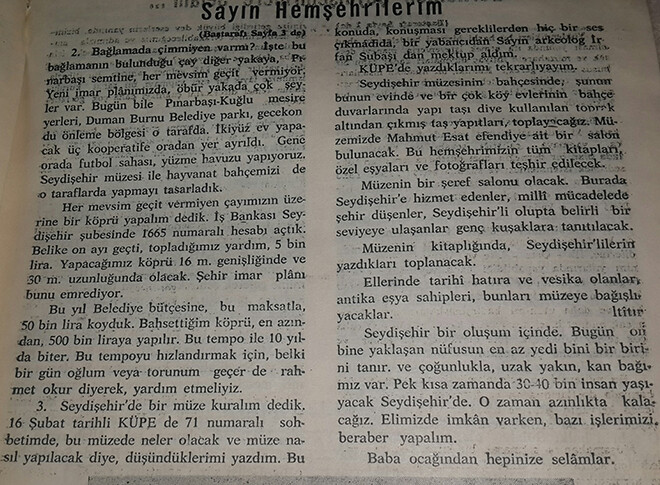 Sayın Hemşehrilerim
(Baştarafı Sayfa 3 de)
2. Bağlamada çimmiyen varmı? İşte bu
bağlamanın bulunduğu çay diğer yakaya, Pı-
narbaşı semtine, her mevsim geçit vermiyor.
Yeni imar plânımızda, öbür yakada çok şey-
ler var. Bugün bile Pınarbaşı-Kuğlu mesire
yerleri, Duman Burnu Belediye parkı, gecekon
du önleme bölgesi o tarafda. İkiyüz ev yapa-
cak üç kooperatife oradan yer ayrıldı. Genç
orada futbol sahası, yüzme havuzu yapıyoruz.
Seydişehir müzesi ile hayvanat bahçemizi de
o taraflarda yapmayı tasarladık.
Her mevsim geçit vermiyen çayımızın üze-
rine bir köprü yapalım dedik. İş Bankası Sey-
dişehir şubesinde 1665 numaralı hesabı açtık.
Belike on ayı geçti, topladığımız yardım, 5 bin
lira. Yapacağımız köprü 16 m. genişliğinde ve
30 m. uzunluğunda olacak. Şehir imar plânı
bunu emrediyor.
Bu yıl Belediye bütçesine, bu maksatla,
50 bin lira koyduk. Bahsettiğim köprü, en azın-
dan, 500 bin liraya yapılır. Bu tempo ile 10 yıl-
da biter. Bu tempoyu hızlandırmak için, belki
bir gün oğlum veya torunum geçer de rah-
met okur diyerek, yardım etmeliyiz.
3. Seydişehir'de bir müze kuralım dedik.
16 Şubat tarihli KÜPE de 71 numaralı soh-
betimde, bu müzede neler olacak ve müze na-
sıl yapılacak diye, düşündüklerimi yazdım. Bu
konuda, konuşması gereklilerden hiç bir ses
çıkmadıda, bir yabancıdan Sayın arkeolog İr-
fan Subaşı dan mektup aldım.
KÜPE'de yazdıklarımı tekrarlıyayım.
Seydişehir müzesinin bahçesinde, şunun
bunun evinde ve bir çok köy evlerinin bahçe
duvarlarında yapı taşı diye kullanılan toprak
altından çıkmış taş yapıtları, toplayacağız. Mü-
zemizde Mahmut Esat efendiye ait bir salon
bulunacak. Bu hemşehrimizin tüm kitapları,
özel eşyaları ve fotoğrafları teşhir edilecek.
Müzenin bir şeref salonu olacak. Burada
Seydişehir'e hizmet edenler, milli mücadelede
şehir düşenler, Seydişehir'li olupta belirli bir
seviyeye ulaşanlar genç kuşaklara tanıtılacak.
Müzenin kitaplığında, Seydişehir'lilerin
yazdıkları toplanacak.
Ellerinde tarihî hatıra ve vesika olanlar,
antika eşya sahipleri, bunları müzeye bağışlı
yacaklar.
Seydişehir bir oluşum içinde. Bugün on
bine yaklaşan nüfusun en az yedi bini bir biri-
ni tanır. ve çoğunlukla, uzak yakın, kan bağı-
mız var. Pek kısa zamanda 30-40 bin insan yaşı-
yacak Seydişehir'de. O zaman azınlıkta kala-
cağız. Elimizde imkân varken, bazı işlerimizi
beraber yapalım.
Baba ocağından hepinize selâmlar.